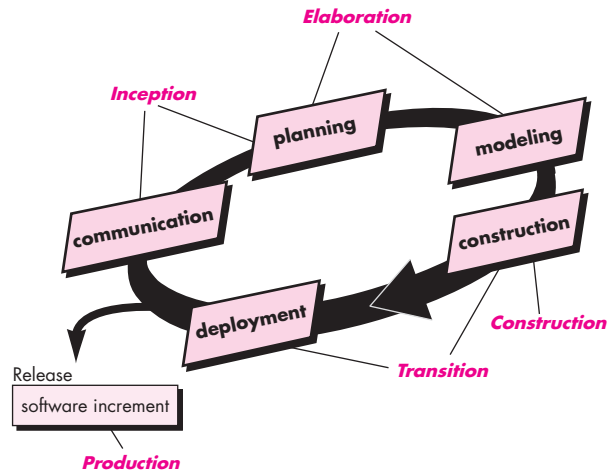 Elaboration
Inception
planning
modeling
communication
construction
deployment
Construction
Transition
Release
software increment
Production